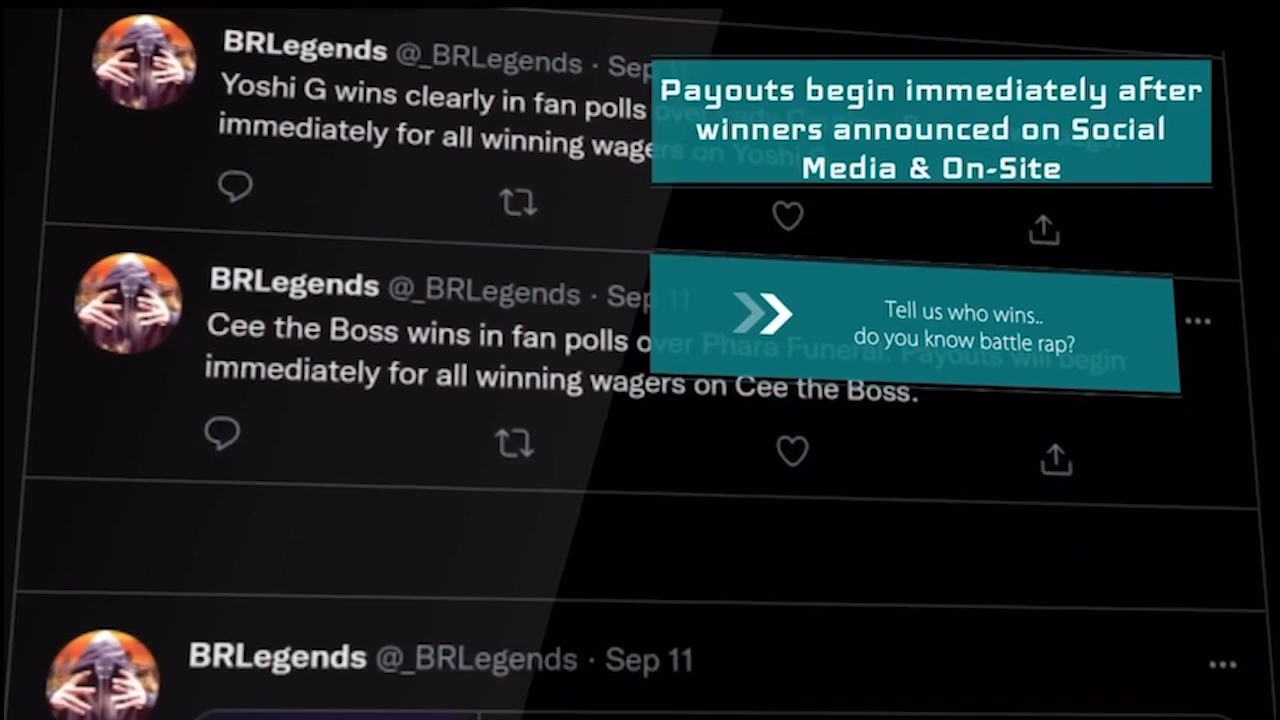 BRLegends @_BRLegends · Sep
Yoshi G wins clearly in fan polls
immediately for all winning wagers on Yoshi G
Payouts begin immediately after
winners announced on Social
Media & On-Site
BRLegends @_BRLegends · Sep 11
Cee the Boss wins in fan polls over Phara Funeral. Payouts will begin
immediately for all winning wagers on Cee the Boss.
Tell us who wins..
do you know battle rap?
BRLegends @_BRLegends · Sep 11